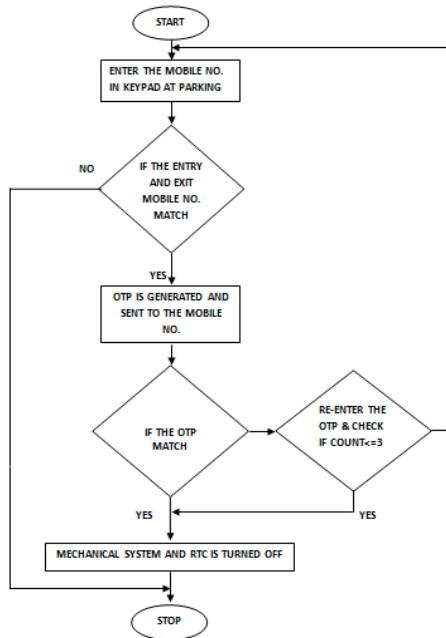 START
ENTER THE MOBILE NO.
IN KEYPAD AT PARKING
NO
IF THE ENTRY
AND EXIT
MOBILE NO.
MATCH
YES
OTP IS GENERATED AND
SENT TO THE MOBILE
NO.
IF THE OTP
MATCH
RE-ENTER THE
OTP & CHECK
IF COUNT<=3
YES
YES
MECHANICAL SYSTEM AND RTC IS TURNED OFF
STOP